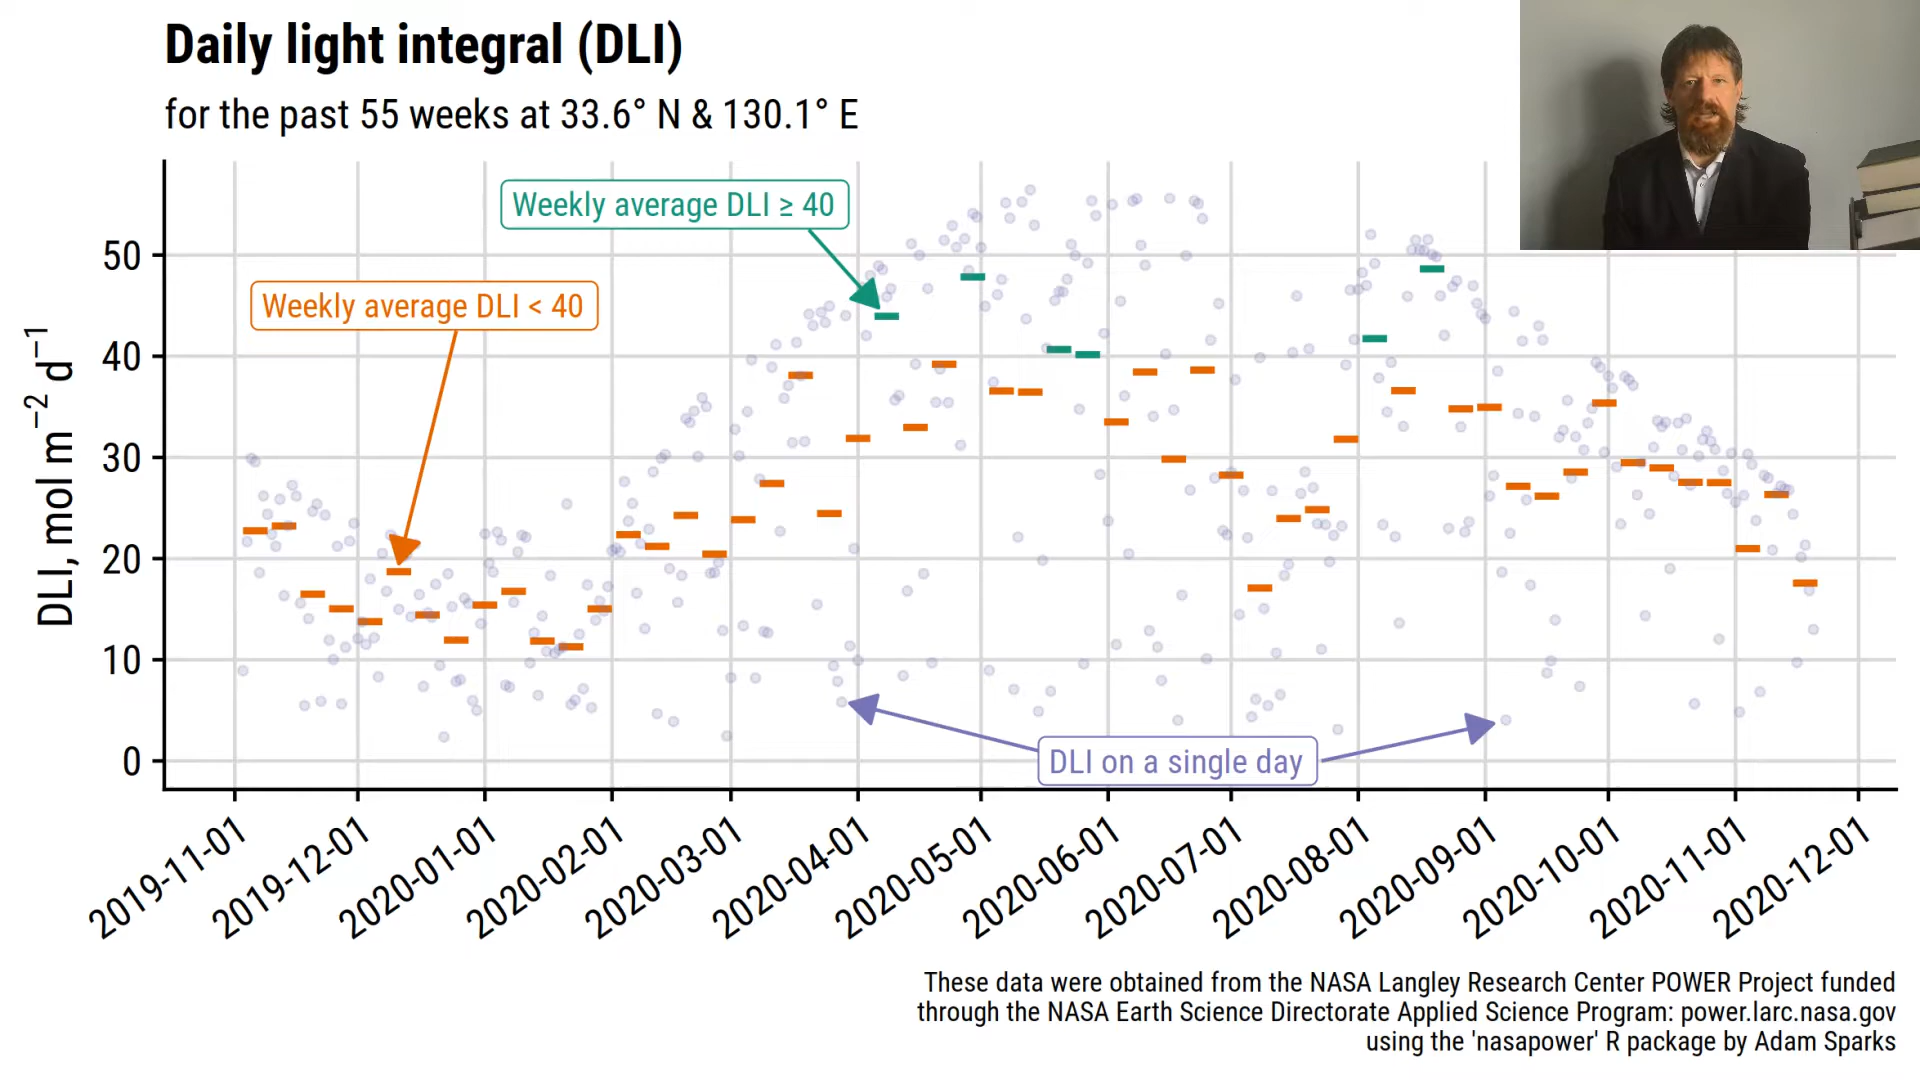 Daily light integral (DLI)
for the past 55 weeks at 33.6° N & 130.1° E
Weekly average DLI ≥ 40
Weekly average DLI < 40
DLI on a single day
DLI, mol m⁻² d⁻¹
50
40
30
20
10
0
2019-11-01
2019-12-01
2020-01-01
2020-02-01
2020-03-01
2020-04-01
2020-05-01
2020-06-01
2020-07-01
2020-08-01
2020-09-01
2020-10-01
2020-11-01
2020-12-01
These data were obtained from the NASA Langley Research Center POWER Project funded
through the NASA Earth Science Directorate Applied Science Program: power.larc.nasa.gov
using the 'nasapower' R package by Adam Sparks